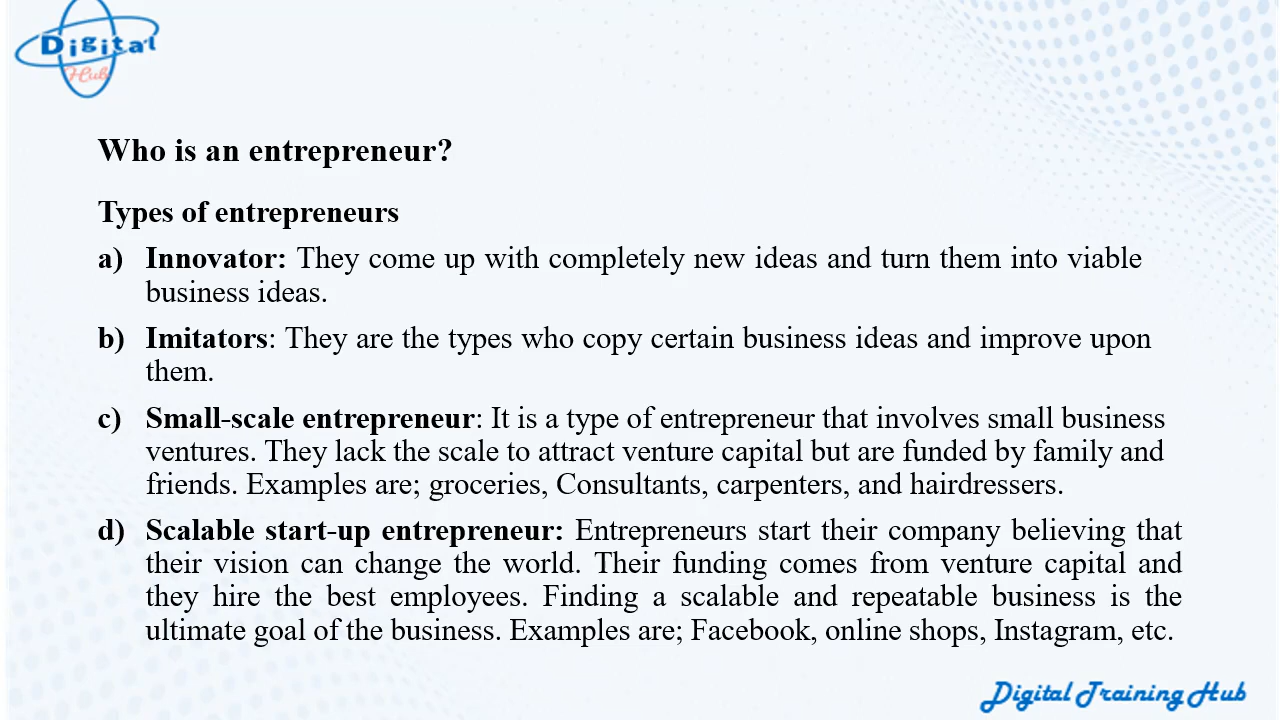 Digital
Hub
Who is an entrepreneur?
Types of entrepreneurs
a) Innovator: They come up with completely new ideas and turn them into viable
business ideas.
b) Imitators: They are the types who copy certain business ideas and improve upon
them.
c) Small-scale entrepreneur: It is a type of entrepreneur that involves small business
ventures. They lack the scale to attract venture capital but are funded by family and
friends. Examples are; groceries, Consultants, carpenters, and hairdressers.
d) Scalable start-up entrepreneur: Entrepreneurs start their company believing that
their vision can change the world. Their funding comes from venture capital and
they hire the best employees. Finding a scalable and repeatable business is the
ultimate goal of the business. Examples are; Facebook, online shops, Instagram, etc.
Digital Training Hub